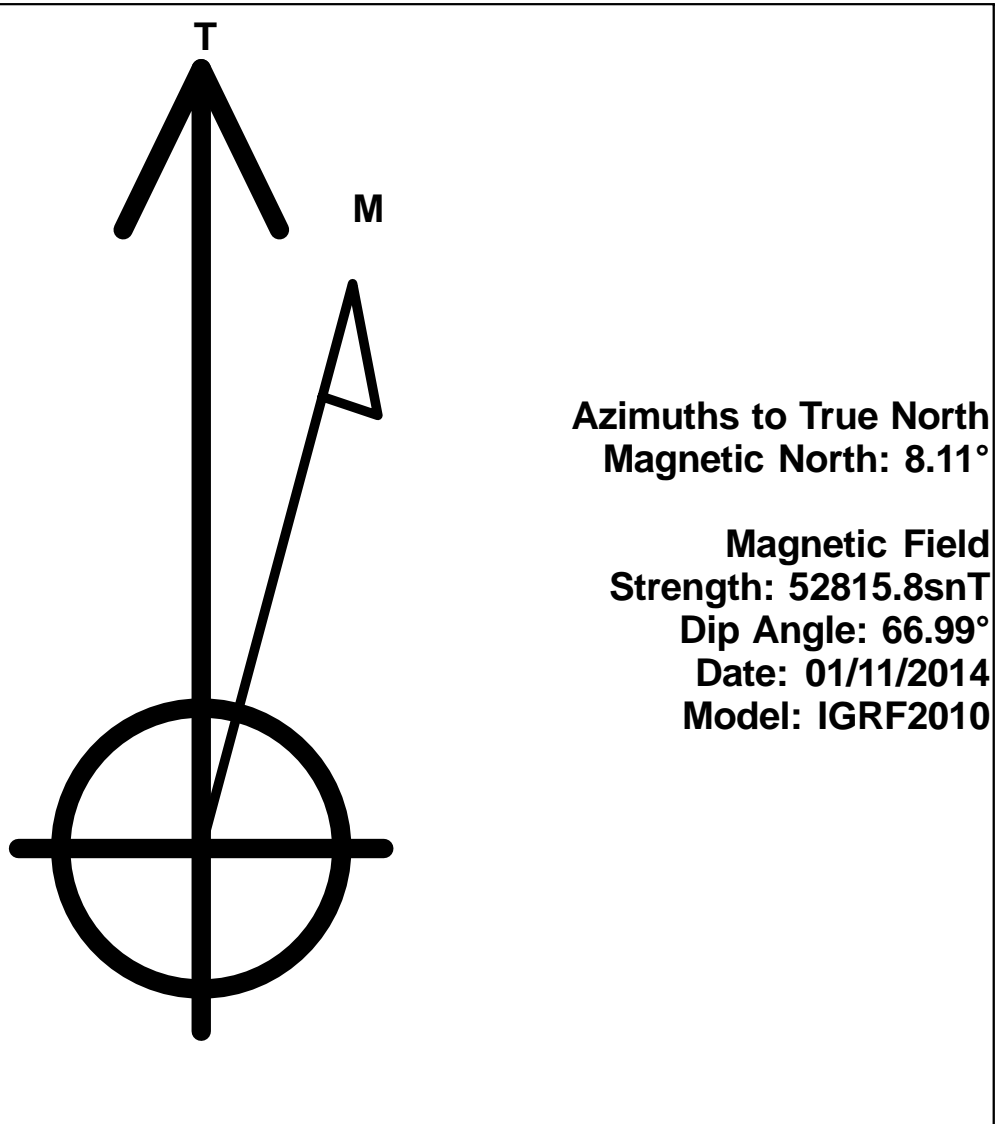 T
M
Azimuths to True North
Magnetic North: 8.11°
Magnetic Field
Strength: 52815.8snT
Dip Angle: 66.99°
Date: 01/11/2014
Model: IGRF2010